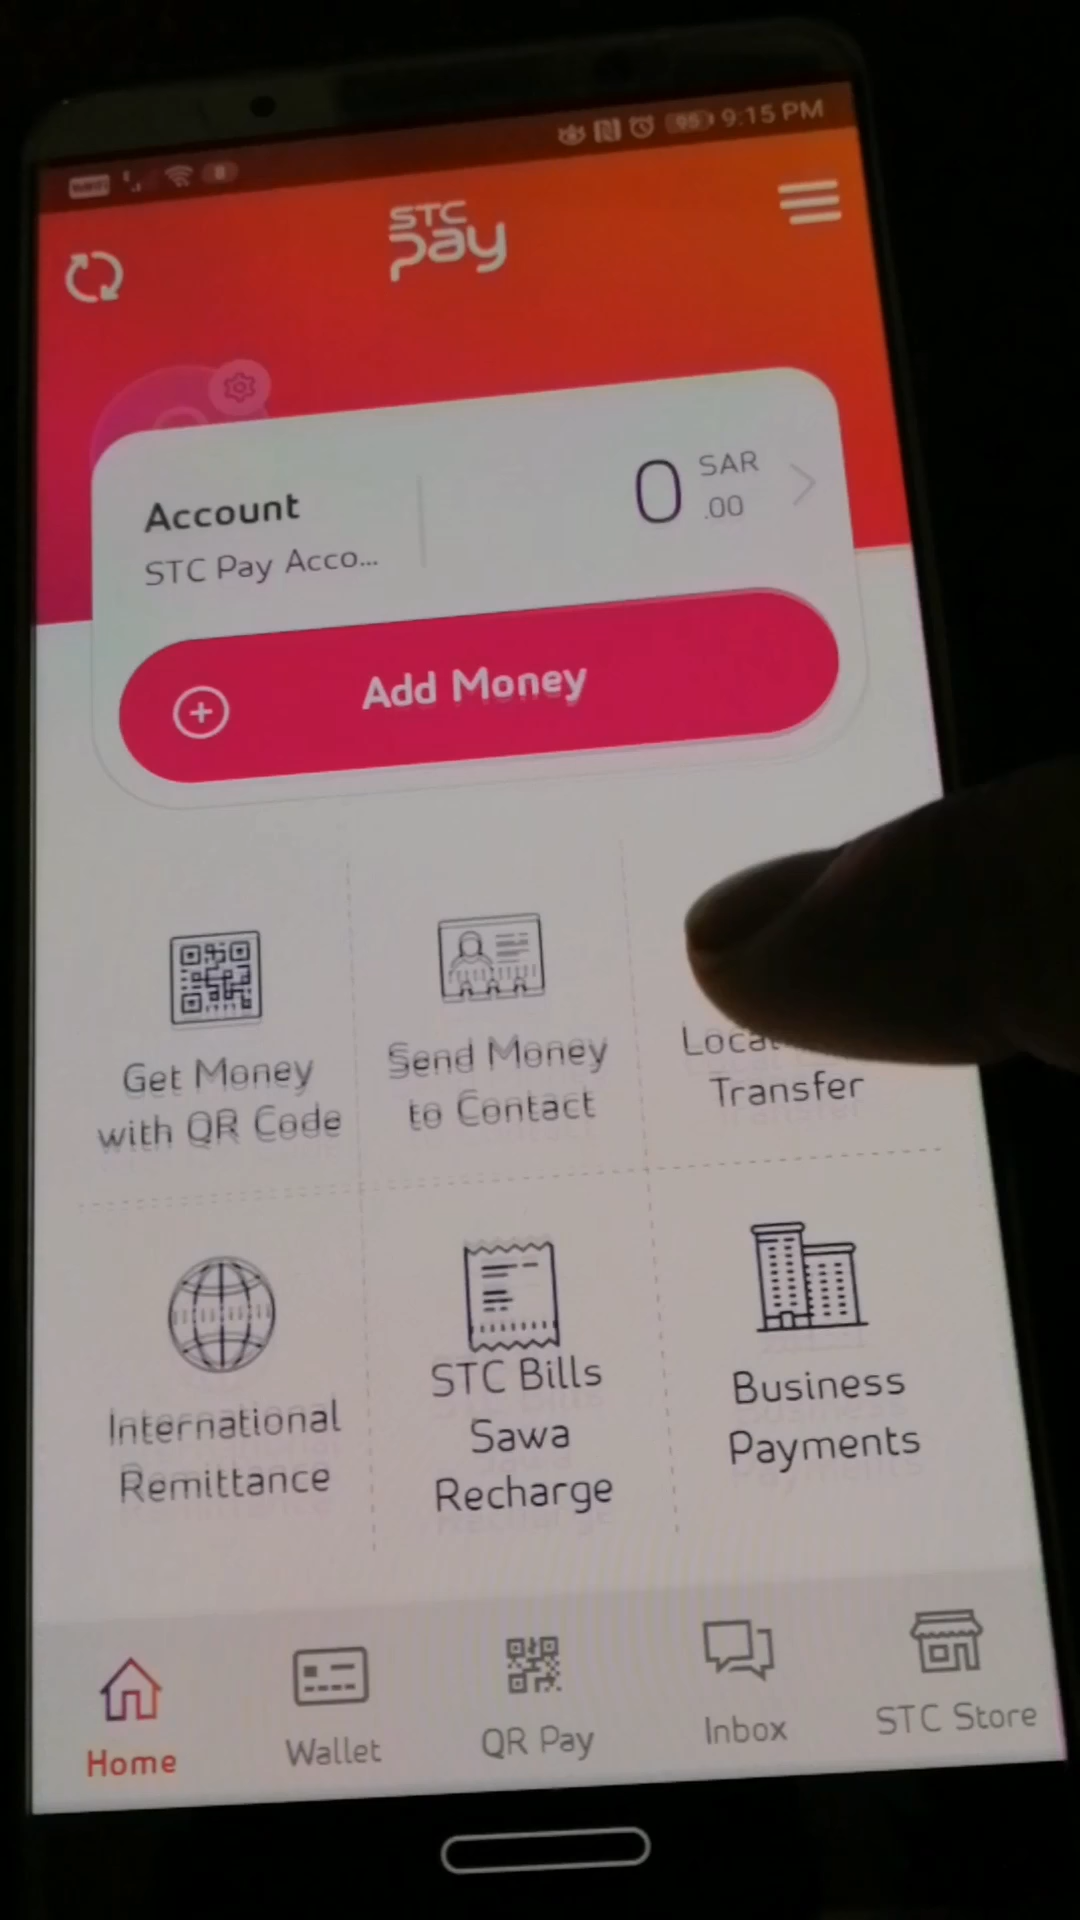 95 9:15 PM
STC
pay
Account
0 SAR
.00
STC Pay Acco...
Add Money
Get Money
with QR Code
Send Money
to Contact
Transfer
International
Remittance
STC Bills
Sawa
Recharge
Business
Payments
Home
Wallet
QR Pay
Inbox
STC Store